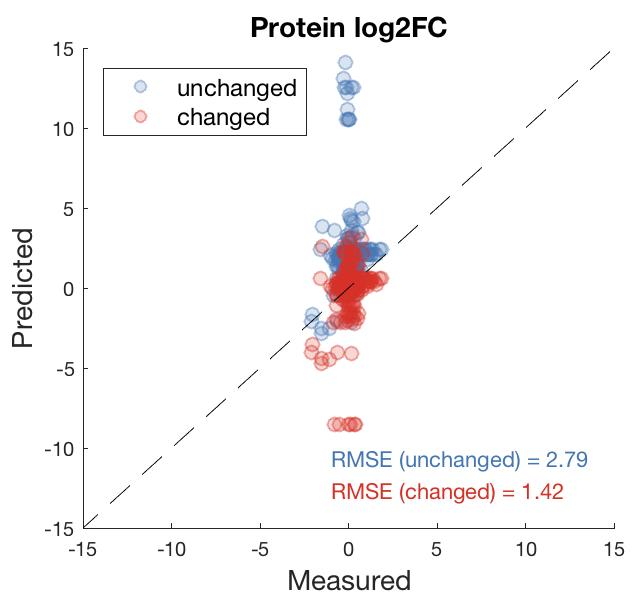 Protein log2FC
unchanged
changed
15
10
5
0
-5
-10
-15
Predicted
RMSE (unchanged) = 2.79
RMSE (changed) = 1.42
-15 -10 -5 0 5 10 15
Measured